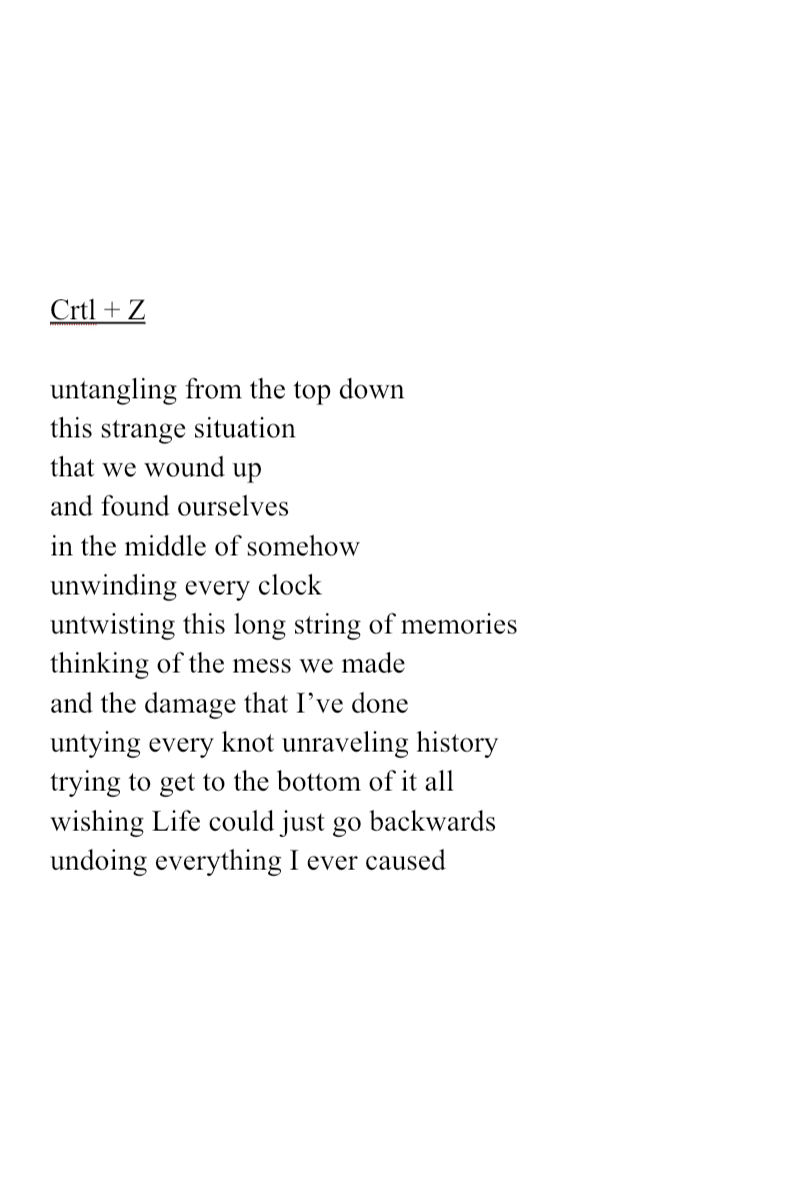 Crtl + Z
untangling from the top down
this strange situation
that we wound up
and found ourselves
in the middle of somehow
unwinding every clock
untwisting this long string of memories
thinking of the mess we made
and the damage that I’ve done
untying every knot unraveling history
trying to get to the bottom of it all
wishing Life could just go backwards
undoing everything I ever caused